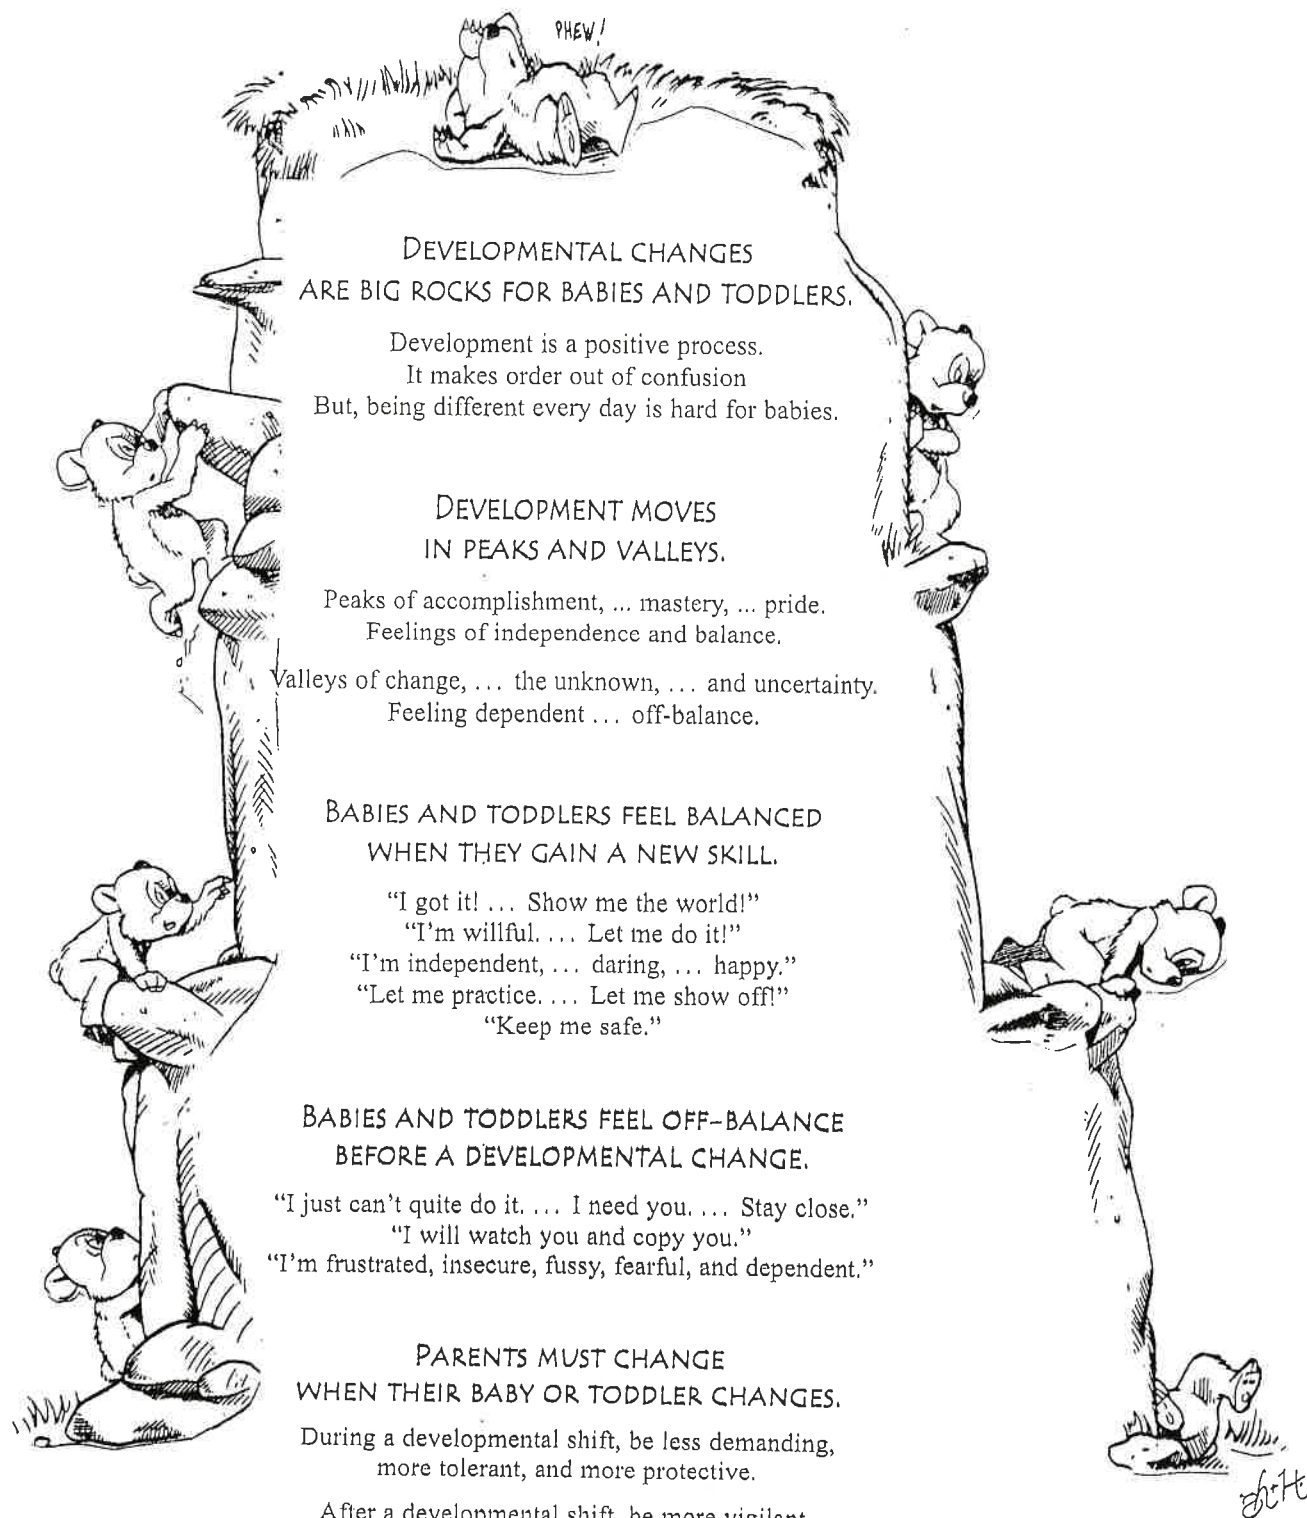 PHEW!
DEVELOPMENTAL CHANGES
ARE BIG ROCKS FOR BABIES AND TODDLERS.
Development is a positive process.
It makes order out of confusion
But, being different every day is hard for babies.
DEVELOPMENT MOVES
IN PEAKS AND VALLEYS.
Peaks of accomplishment, ... mastery, ... pride.
Feelings of independence and balance.
Valleys of change, ... the unknown, ... and uncertainty.
Feeling dependent ... off-balance.
BABIES AND TODDLERS FEEL BALANCED
WHEN THEY GAIN A NEW SKILL.
“I got it! ... Show me the world!”
“I'm willful. ... Let me do it!”
“I'm independent, ... daring, ... happy.”
“Let me practice. ... Let me show off!”
“Keep me safe.”
BABIES AND TODDLERS FEEL OFF-BALANCE
BEFORE A DEVELOPMENTAL CHANGE.
“I just can't quite do it. ... I need you. ... Stay close.”
“I will watch you and copy you.”
“I'm frustrated, insecure, fussy, fearful, and dependent.”
PARENTS MUST CHANGE
WHEN THEIR BABY OR TODDLER CHANGES.
During a developmental shift, be less demanding,
more tolerant, and more protective.
After a developmental shift, be more vigilant